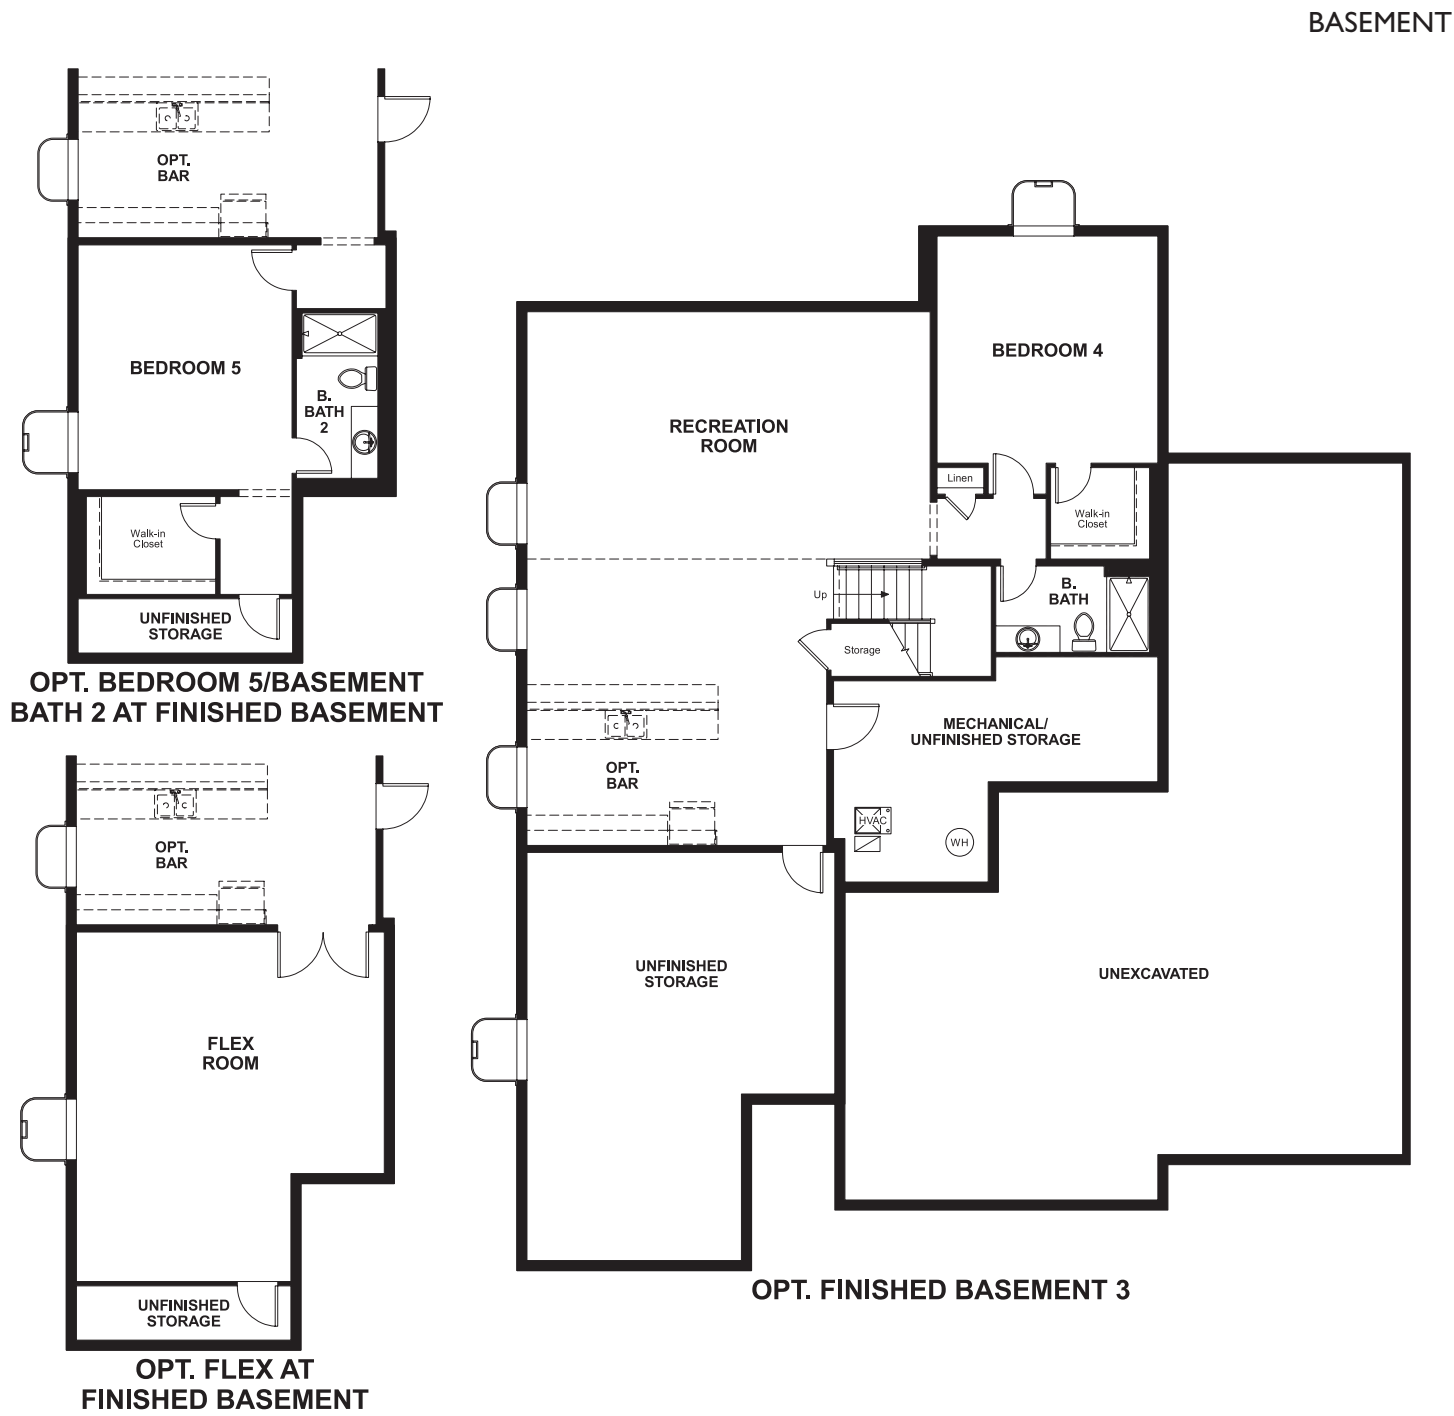 BASEMENT
OPT.
BAR
BEDROOM 5
B.
BATH
2
Walk-in
Closet
UNFINISHED
STORAGE
OPT. BEDROOM 5/BASEMENT
BATH 2 AT FINISHED BASEMENT
OPT.
BAR
FLEX
ROOM
UNFINISHED
STORAGE
OPT. FLEX AT
FINISHED BASEMENT
BEDROOM 4
RECREATION
ROOM
Linen
Walk-in
Closet
B.
BATH
Up
Storage
MECHANICAL/
UNFINISHED STORAGE
OPT.
BAR
HVAC
WH
UNFINISHED
STORAGE
UNEXCAVATED
OPT. FINISHED BASEMENT 3